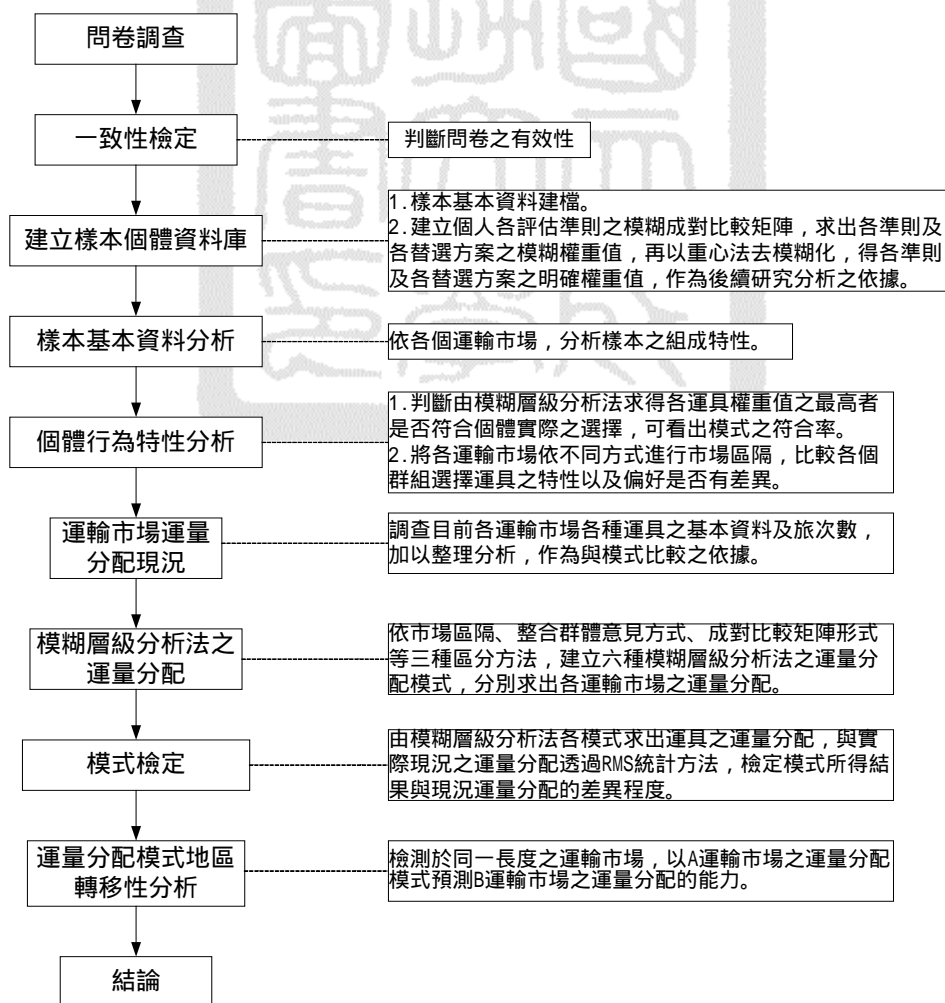 問卷調查
一致性檢定
判斷問卷之有效性
建立樣本個體資料庫
1.樣本基本資料建檔。
2.建立個人各評估準則之模糊成對比較矩陣，求出各準則及
各替選方案之模糊權重值，再以重心法去模糊化，得各準則
及各替選方案之明確權重值，作為後續研究分析之依據。
樣本基本資料分析
依各個運輸市場，分析樣本之組成特性。
個體行為特性分析
1.判斷由模糊層級分析法求得各運具權重值之最高者
是否符合個體實際之選擇，可看出模式之符合率。
2.將各運輸市場依不同方式進行市場區隔，比較各個
群組選擇運具之特性以及偏好是否有差異。
運輸市場運量
分配現況
調查目前各運輸市場各種運具之基本資料及旅次數，
加以整理分析，作為與模式比較之依據。
模糊層級分析法之
運量分配
依市場區隔、整合群體意見方式、成對比較矩陣形式
等三種區分方法，建立六種模糊層級分析法之運量分
配模式，分別求出各運輸市場之運量分配。
模式檢定
由模糊層級分析法各模式求出運具之運量分配，與實
際現況之運量分配透過RMS統計方法，檢定模式所得結
果與現況運量分配的差異程度。
運量分配模式地區
轉移性分析
檢測於同一長度之運輸市場，以A運輸市場之運量分配
模式預測B運輸市場之運量分配的能力。
結論